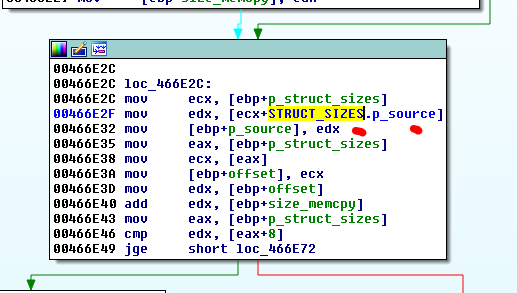 00466E2C
00466E2C loc_466E2C:
00466E2C mov ecx, [ebp+p_struct_sizes]
00466E2F mov edx, [ecx+STRUCT_SIZES.p_source]
00466E32 mov [ebp+p_source], edx
00466E35 mov eax, [ebp+p_struct_sizes]
00466E38 mov ecx, [eax]
00466E3A mov [ebp+offset], ecx
00466E3D mov edx, [ebp+offset]
00466E40 add edx, [ebp+size_memcpy]
00466E43 mov eax, [ebp+p_struct_sizes]
00466E46 cmp edx, [eax+8]
00466E49 jge short loc_466E72